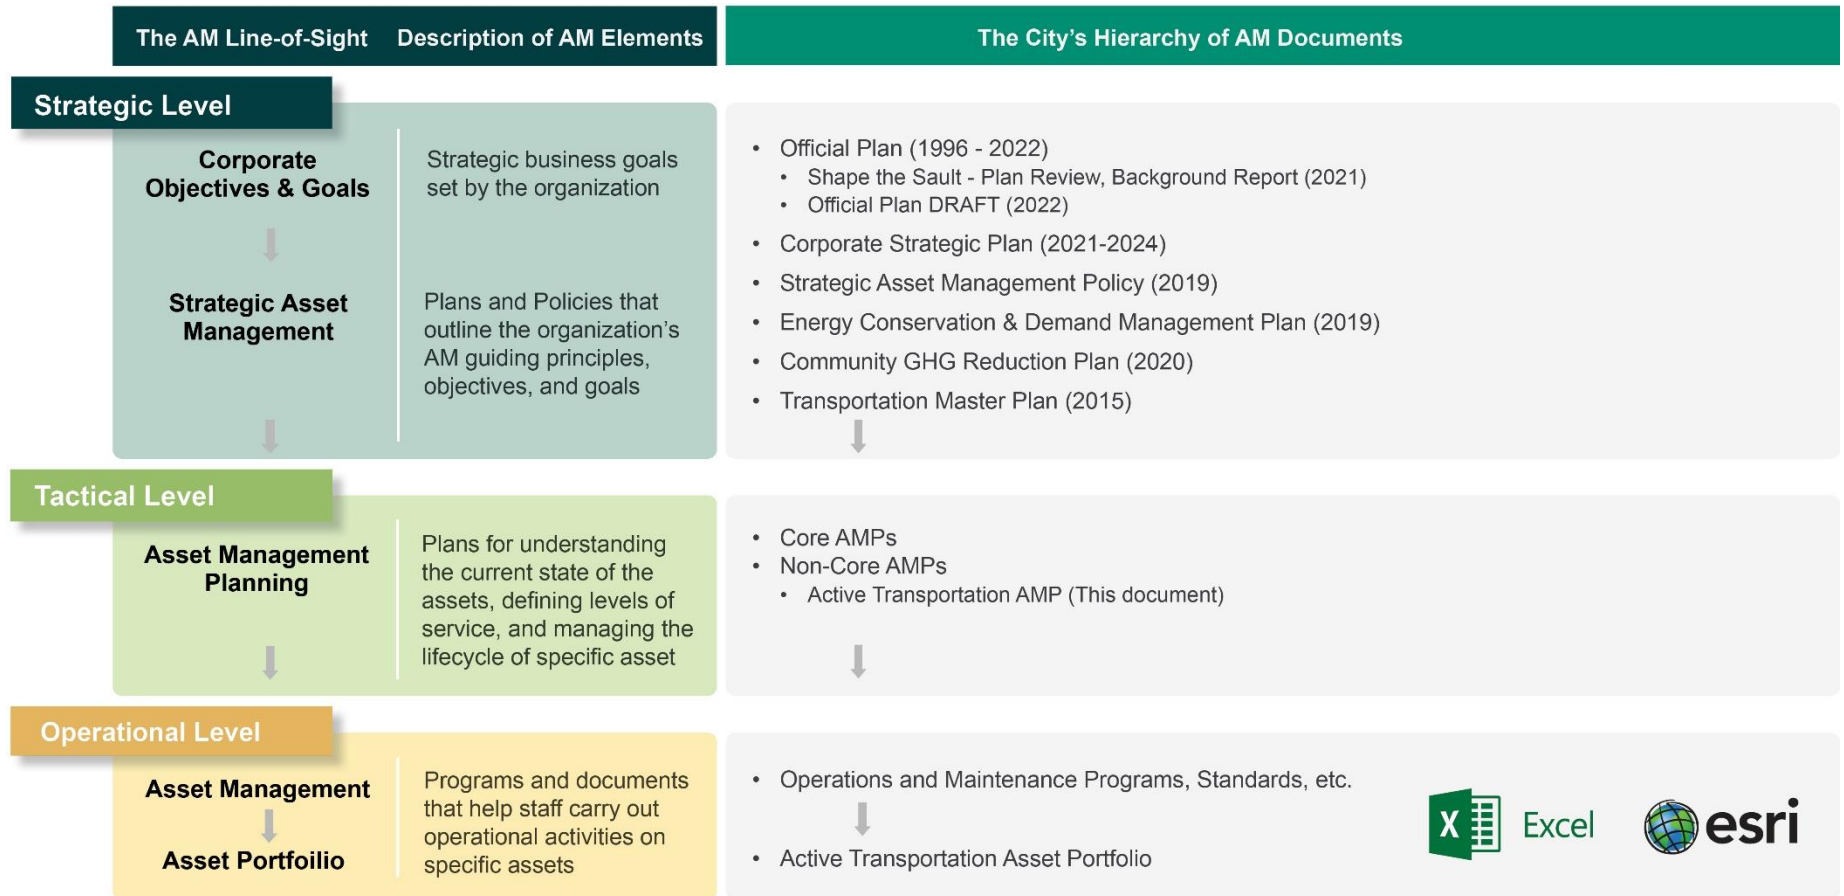 The AM Line-of-Sight
Description of AM Elements
The City's Hierarchy of AM Documents
Strategic Level
Corporate
Objectives & Goals
Strategic business goals
set by the organization
Strategic Asset
Management
Plans and Policies that
outline the organization's
AM guiding principles,
objectives, and goals
• Official Plan (1996 - 2022)
• Shape the Sault - Plan Review, Background Report (2021)
• Official Plan DRAFT (2022)
• Corporate Strategic Plan (2021-2024)
• Strategic Asset Management Policy (2019)
• Energy Conservation & Demand Management Plan (2019)
• Community GHG Reduction Plan (2020)
• Transportation Master Plan (2015)
Tactical Level
Asset Management
Planning
Plans for understanding
the current state of the
assets, defining levels of
service, and managing the
lifecycle of specific asset
• Core AMPs
• Non-Core AMPs
• Active Transportation AMP (This document)
Operational Level
Asset Management
Asset Portfoilio
Programs and documents
that help staff carry out
operational activities on
specific assets
• Operations and Maintenance Programs, Standards, etc.
• Active Transportation Asset Portfolio
X Excel
esri